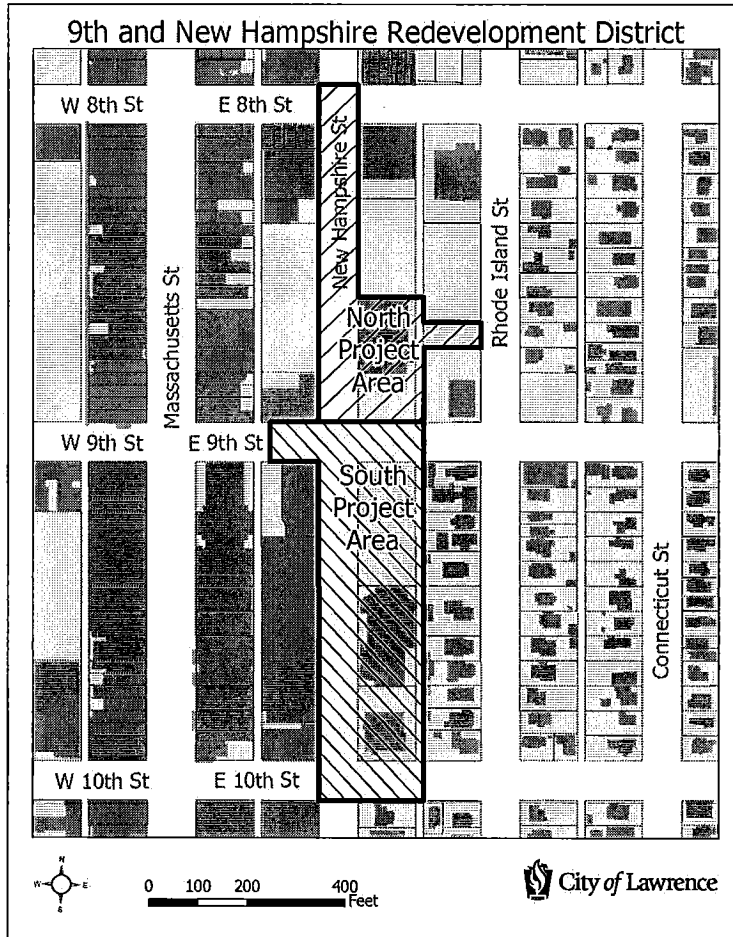 9th and New Hampshire Redevelopment District
W 8th St
E 8th St
New Hampshire St
Massachusetts St
Rhode Island St
North
Project
Area
W 9th St
E 9th St
South
Project
Area
Connecticut St
W 10th St
E 10th St
N
W
E
S
0 100 200 400
Feet
City of Lawrence